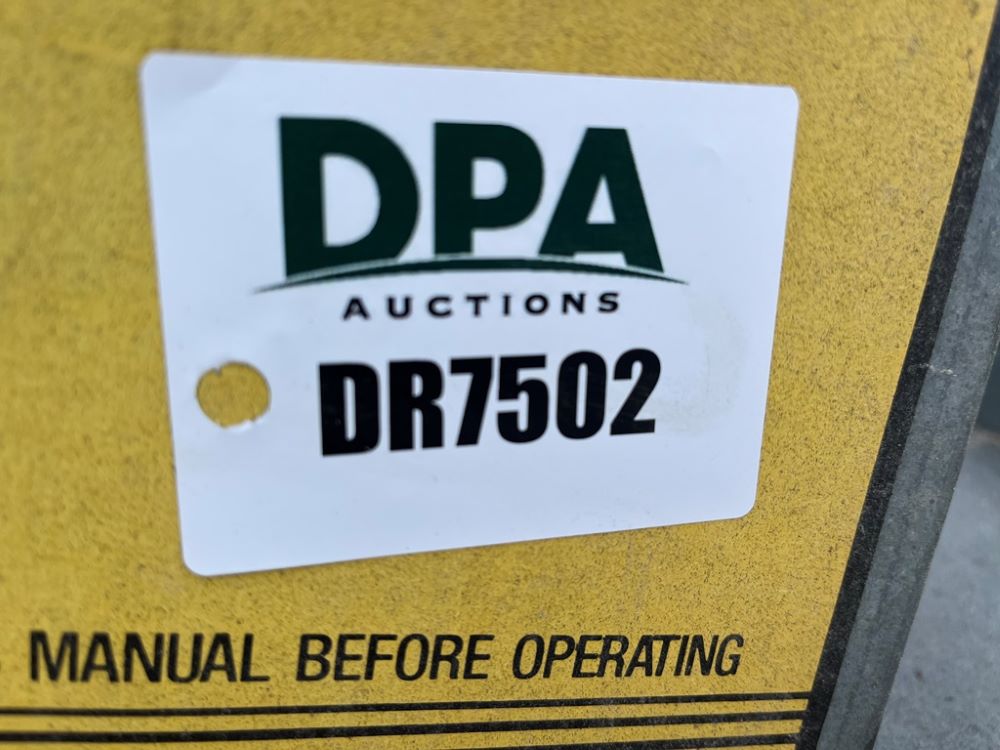 DPA
AUCTIONS
DR7502
MANUAL BEFORE OPERATING